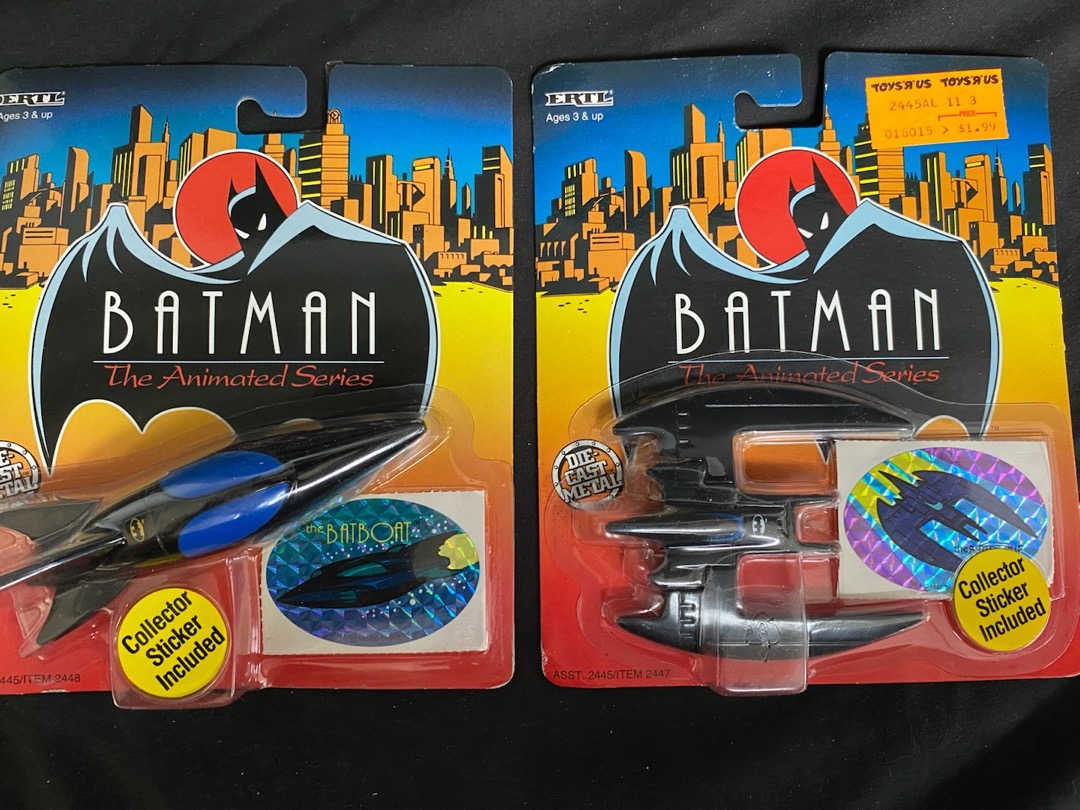 ERTL
Ages 3 & up
BATMAN
The Animated Series
DIE-
CAST
METAL
the BATBOAT
Collector
Sticker
Included
445/ITEM 2448
ERTL
Ages 3 & up
TOYS"R"US TOYS"R"US
2445AL 11 3
PRICE
018015 > $1.99
BATMAN
The Animated Series
DIE-
CAST
METAL
Collector
Sticker
Included
ASST. 2445/ITEM 2447